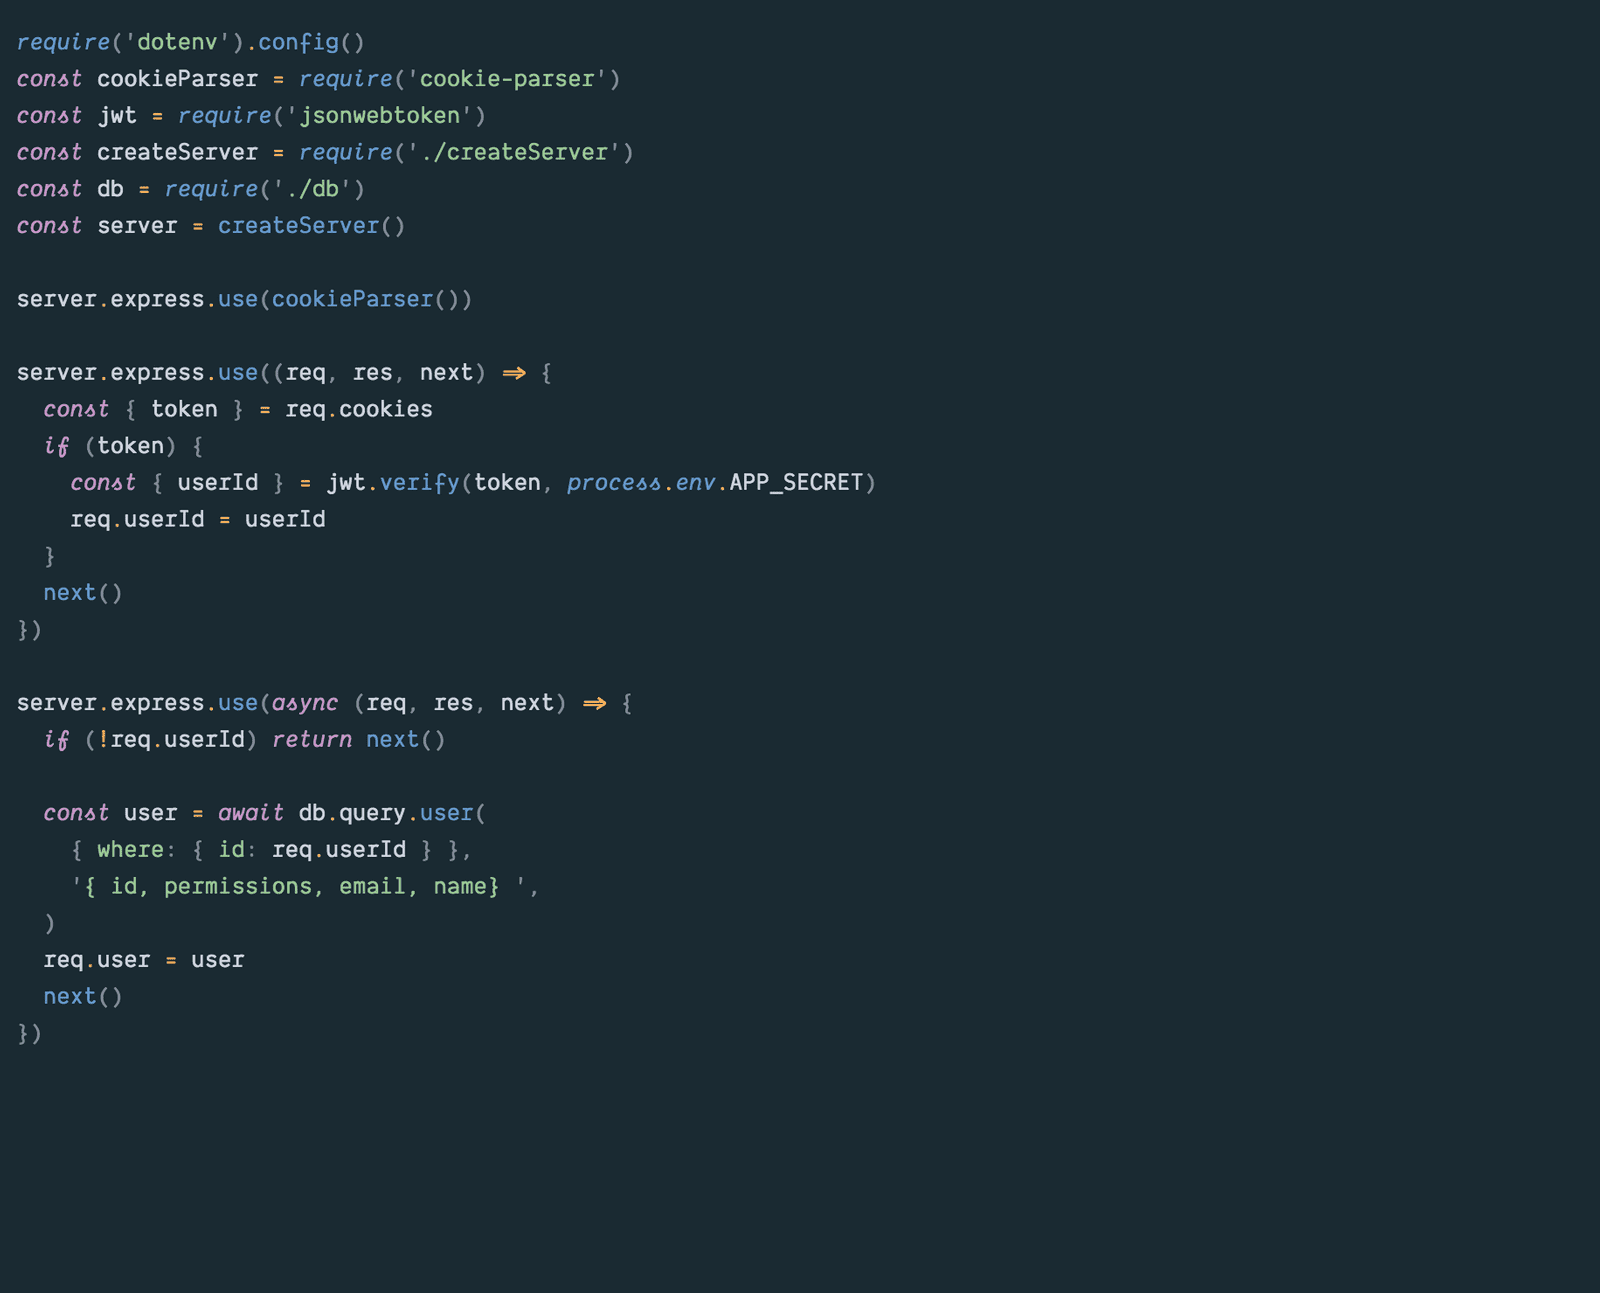 require('dotenv').config()
const cookieParser = require('cookie-parser')
const jwt = require('jsonwebtoken')
const createServer = require('./createServer')
const db = require('./db')
const server = createServer()

server.express.use(cookieParser())

server.express.use((req, res, next) => {
  const { token } = req.cookies
  if (token) {
    const { userId } = jwt.verify(token, process.env.APP_SECRET)
    req.userId = userId
  }
  next()
})

server.express.use(async (req, res, next) => {
  if (!req.userId) return next()

  const user = await db.query.user(
    { where: { id: req.userId } },
    '{ id, permissions, email, name} ',
  )
  req.user = user
  next()
})